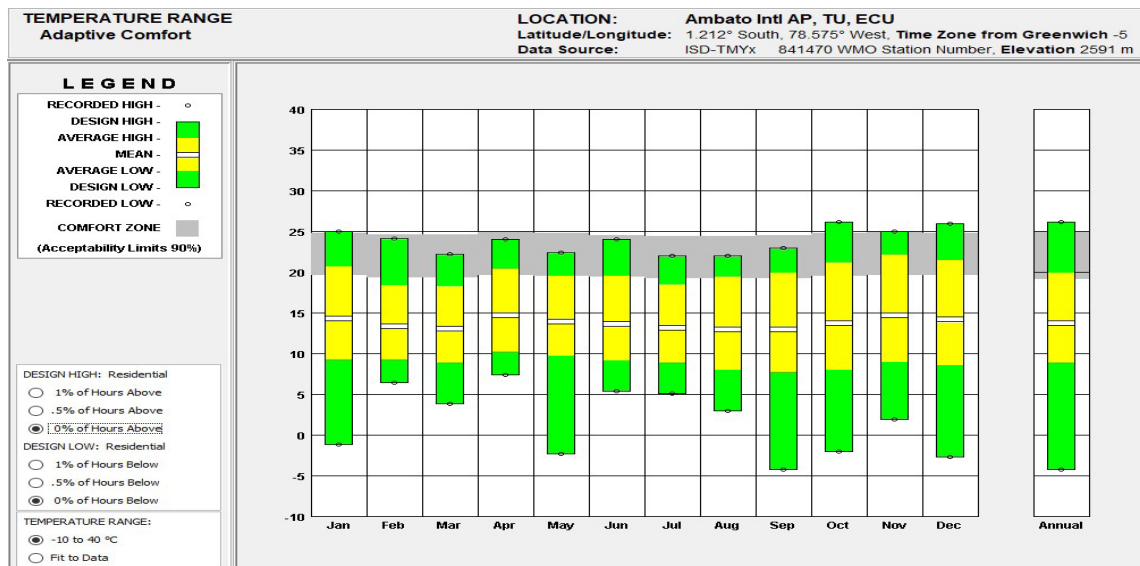 TEMPERATURE RANGE
Adaptive Comfort
LOCATION: Ambato Intl AP, TU, ECU
Latitude/Longitude: 1.212° South, 78.575° West, Time Zone from Greenwich -5
Data Source: ISD-TMYx 841470 WMO Station Number, Elevation 2591 m
LEGEND
RECORDED HIGH -
DESIGN HIGH -
AVERAGE HIGH -
MEAN -
AVERAGE LOW -
DESIGN LOW -
RECORDED LOW -
COMFORT ZONE
(Acceptability Limits 90%)
DESIGN HIGH: Residential
1% of Hours Above
.5% of Hours Above
0% of Hours Above
DESIGN LOW: Residential
1% of Hours Below
.5% of Hours Below
0% of Hours Below
TEMPERATURE RANGE:
-10 to 40 °C
Fit to Data
40
35
30
25
20
15
10
5
0
-5
-10
Jan Feb Mar Apr May Jun Jul Aug Sep Oct Nov Dec Annual